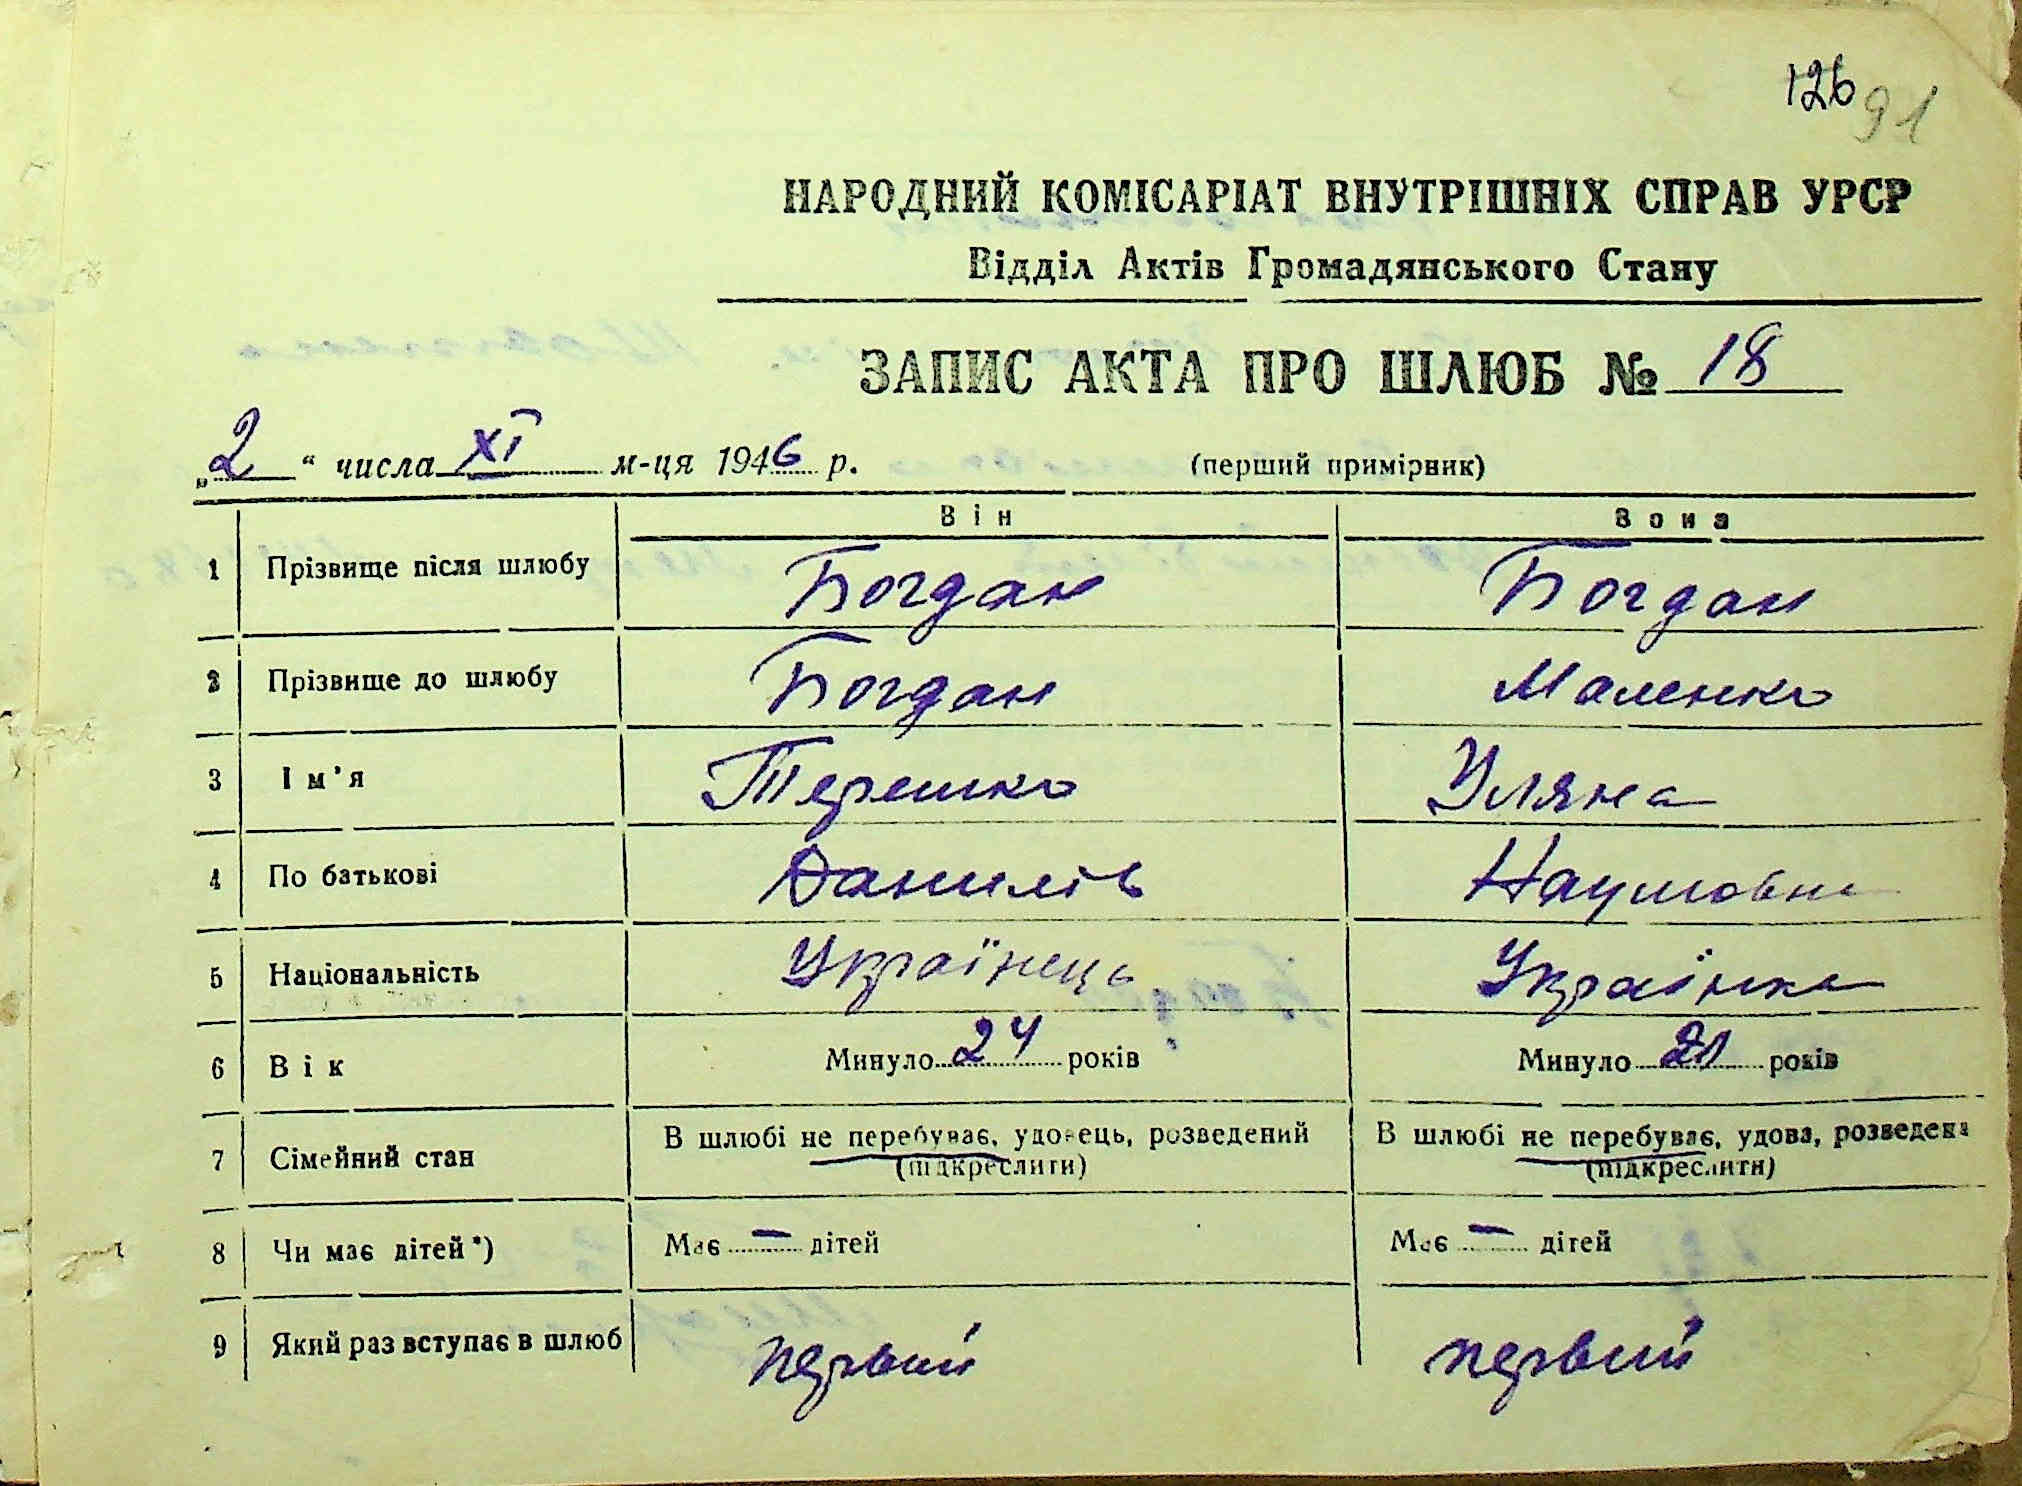 126 91
НАРОДНИЙ КОМІСАРІАТ ВНУТРІШНІХ СПРАВ УРСР
Відділ Актів Громадянського Стану
ЗАПИС АКТА ПРО ШЛЮБ № 18
„2“ числа XI м-ця 1946 р. (перший примірник)
Він Вона
1 Прізвище після шлюбу Богдан Богдан
2 Прізвище до шлюбу Богдан Маленко
3 Ім'я Терешко Уляна
4 По батькові Данилів Наумовна
5 Національність Українець Українка
6 Вік Минуло 24 років Минуло 21 років
7 Сімейний стан В шлюбі не перебуває, удовець, розведений В шлюбі не перебуває, удова, розведена
(підкреслити) (підкреслити)
8 Чи має дітей*) Має – дітей Має – дітей
9 Який раз вступає в шлюб первий первий